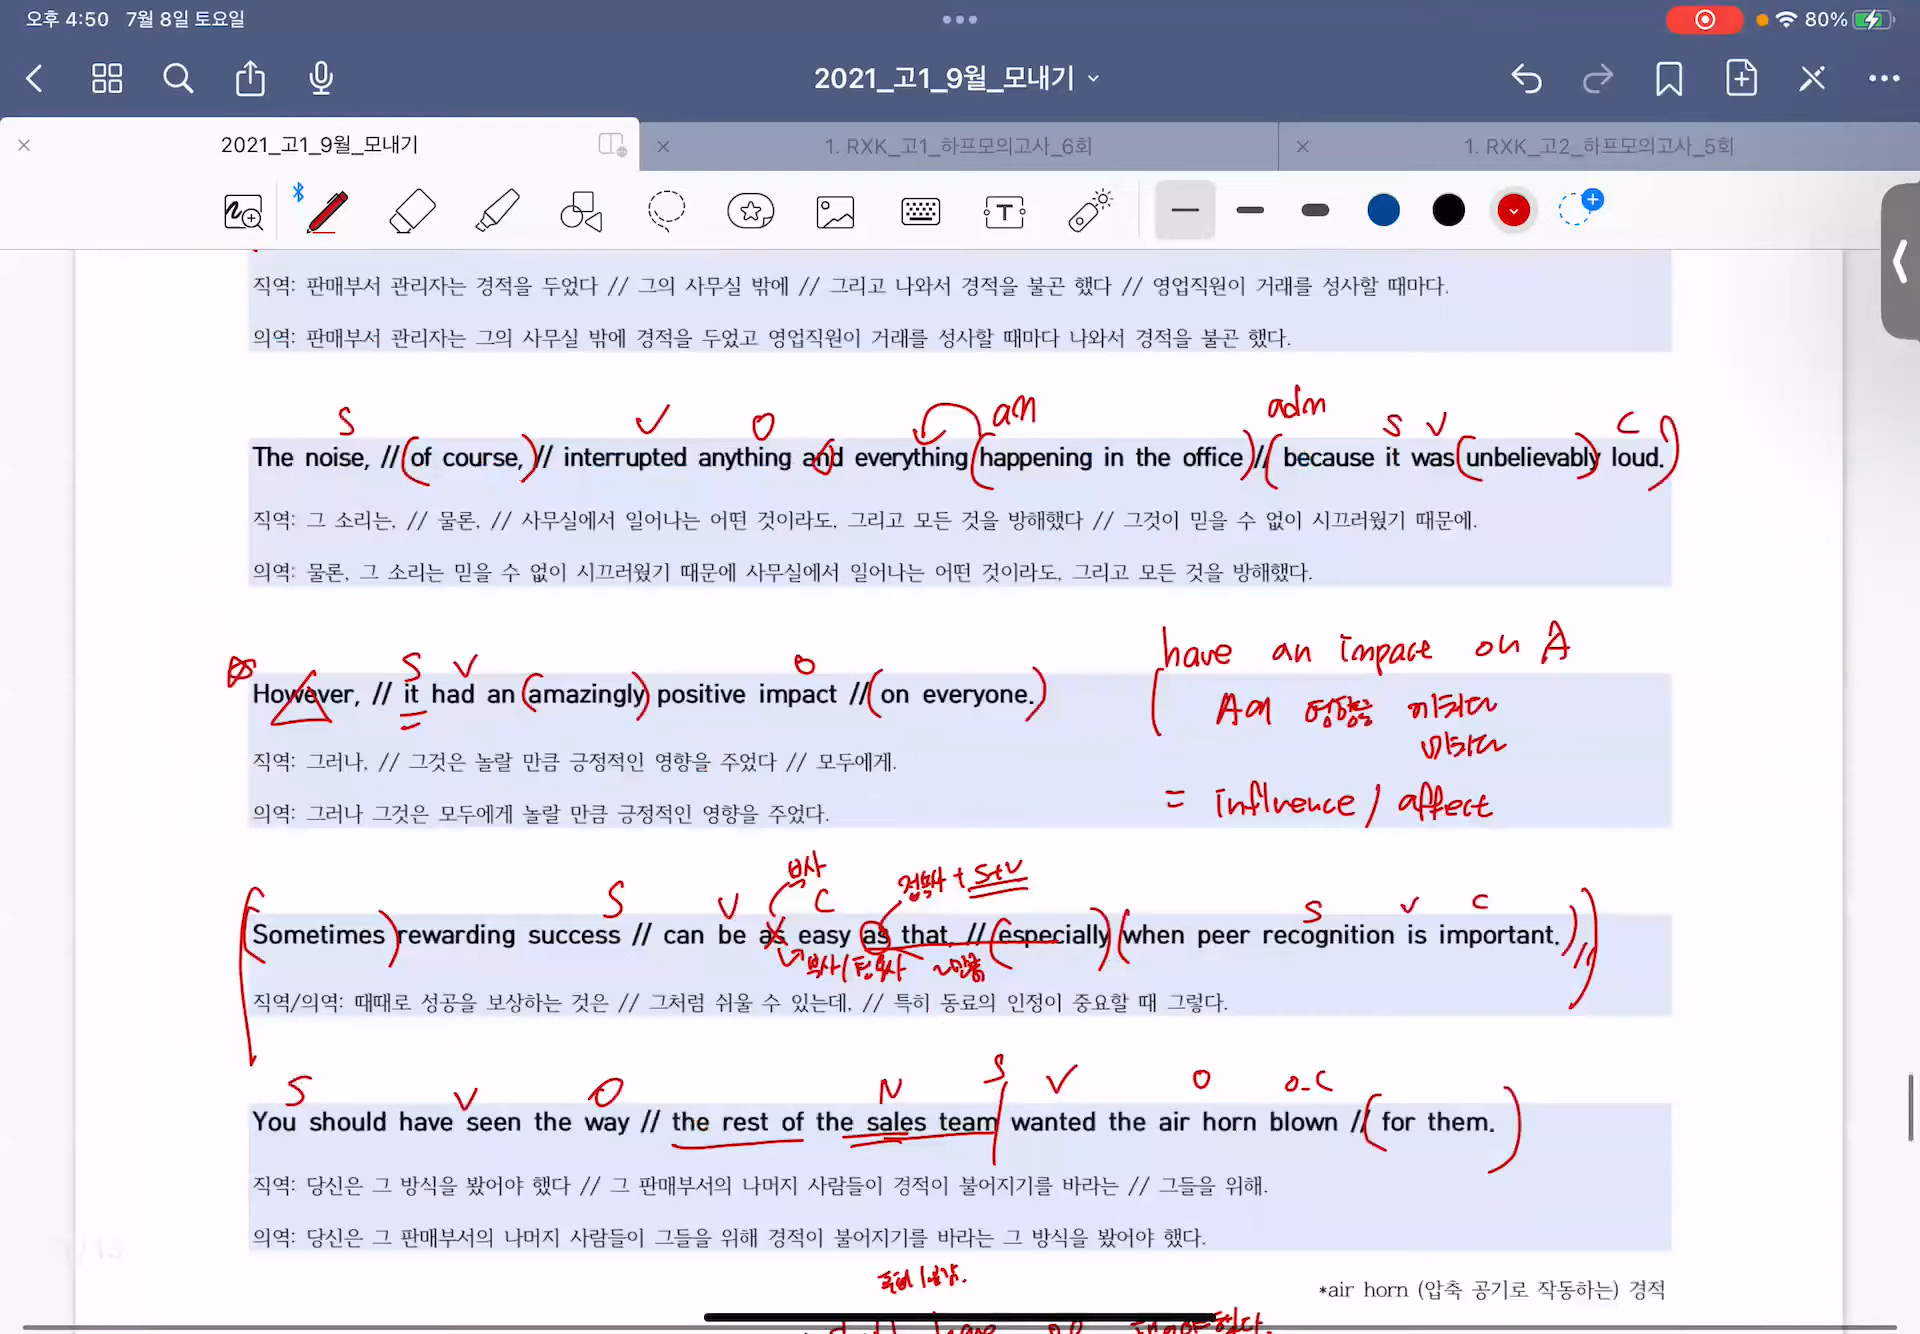 오후 4:50 7월 8일 토요일
80%
2021_고1_9월_모내기
2021_고1_9월_모내기
1. RXK_고1_하프모의고사_6회
1. RXK_고2_하프모의고사_5회
직역: 판매부서 관리자는 경적을 두었다 // 그의 사무실 밖에 // 그리고 나와서 경적을 불곤 했다 // 영업직원이 거래를 성사할 때마다.
의역: 판매부서 관리자는 그의 사무실 밖에 경적을 두었고 영업직원이 거래를 성사할 때마다 나와서 경적을 불곤 했다.
S V O S V C
The noise, // of course, // interrupted anything and everything happening in the office // because it was unbelievably loud.
직역: 그 소리는, // 물론, // 사무실에서 일어나는 어떤 것이라도, 그리고 모든 것을 방해했다 // 그것이 믿을 수 없이 시끄러웠기 때문에.
의역: 물론, 그 소리는 믿을 수 없이 시끄러웠기 때문에 사무실에서 일어나는 어떤 것이라도, 그리고 모든 것을 방해했다.
have an impact on A
S V O
However, // it had an amazingly positive impact // on everyone.
A에 영향을 끼치다
미치다
직역: 그러나, // 그것은 놀랄 만큼 긍정적인 영향을 주었다 // 모두에게.
= influence / affect
의역: 그러나 그것은 모두에게 놀랄 만큼 긍정적인 영향을 주었다.
부사 접속사 + S+V
S V C S V C
Sometimes rewarding success // can be as easy as that, // especially when peer recognition is important.
부사/접속사 ~만큼
직역/의역: 때때로 성공을 보상하는 것은 // 그처럼 쉬울 수 있는데, // 특히 동료의 인정이 중요할 때 그렇다.
S V O N S V O O.C
You should have seen the way // the rest of the sales team wanted the air horn blown // for them.
직역: 당신은 그 방식을 봤어야 했다 // 그 판매부서의 나머지 사람들이 경적이 불어지기를 바라는 // 그들을 위해.
의역: 당신은 그 판매부서의 나머지 사람들이 그들을 위해 경적이 불어지기를 바라는 그 방식을 봤어야 했다.
*air horn (압축 공기로 작동하는) 경적